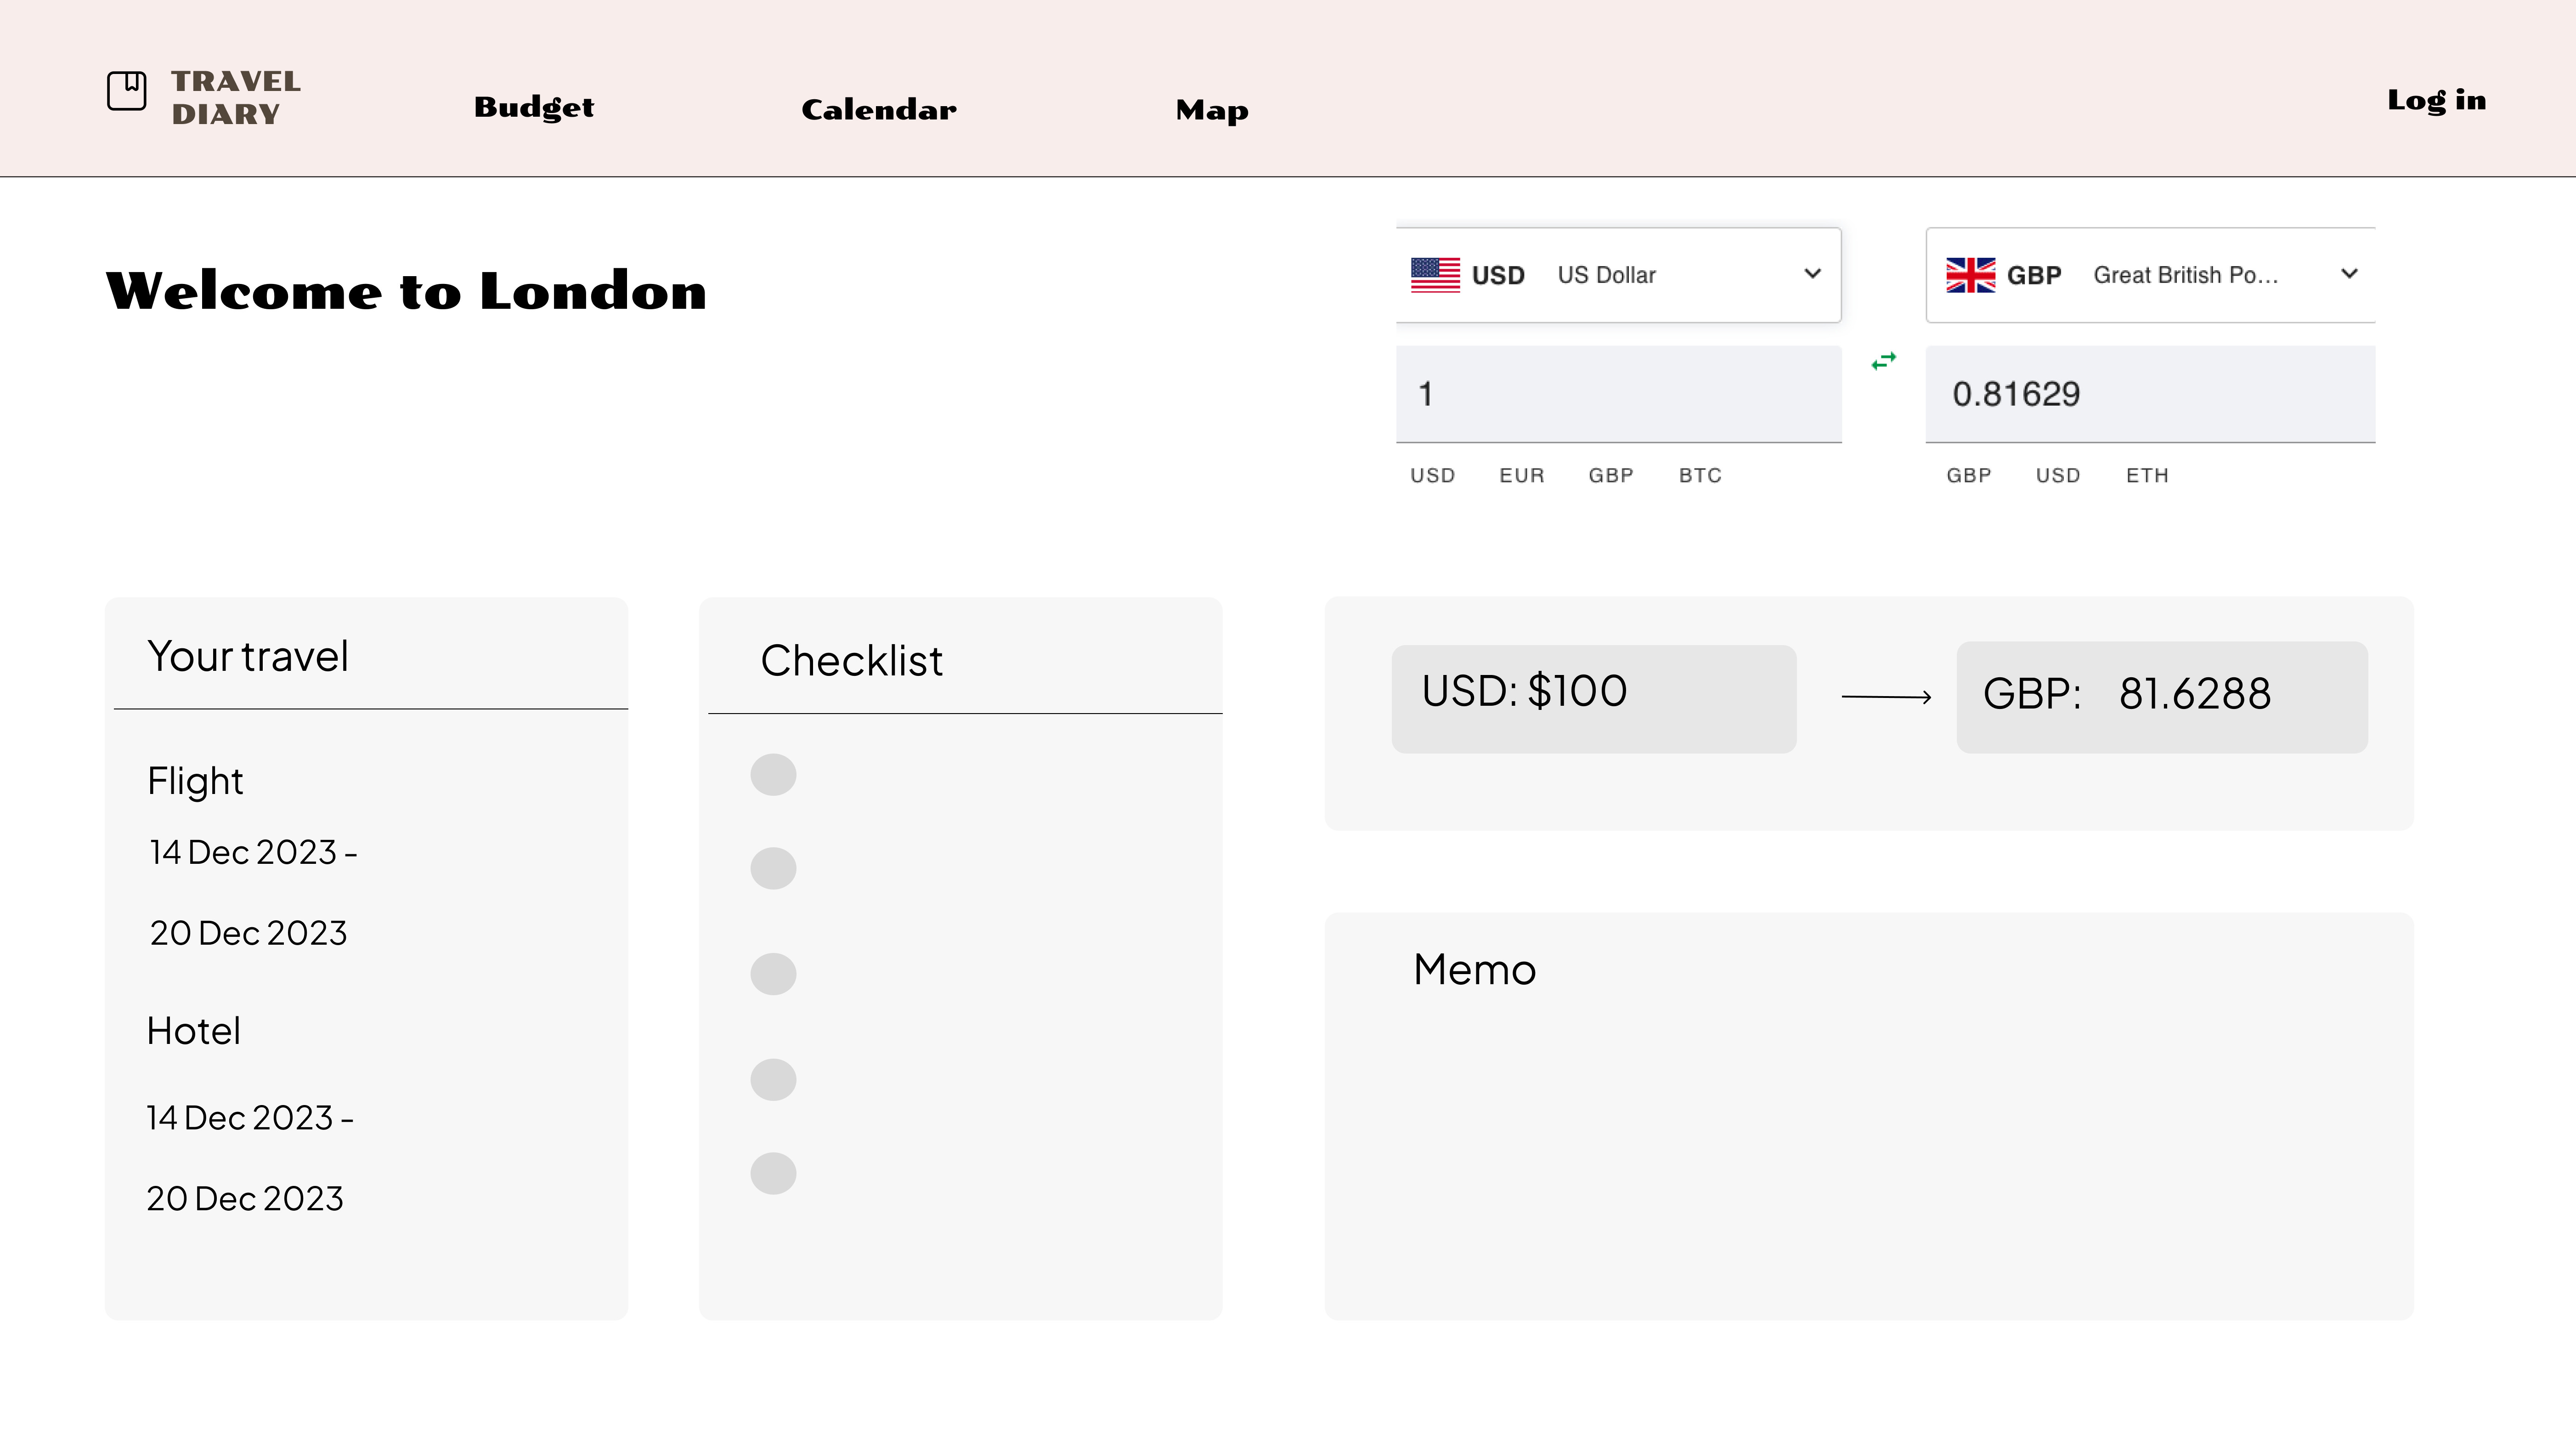 TRAVEL
DIARY
Budget
Calendar
Map
Log in
Welcome to London
USD US Dollar
GBP Great British Po...
1
0.81629
USD EUR GBP BTC
GBP USD ETH
Your travel
Flight
14 Dec 2023 -
20 Dec 2023
Hotel
14 Dec 2023 -
20 Dec 2023
Checklist
USD: $100
GBP: 81.6288
Memo